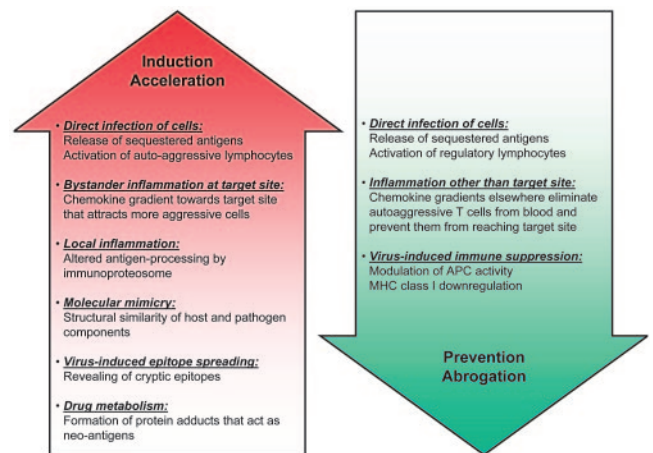 Induction
Acceleration
• Direct infection of cells:
Release of sequestered antigens
Activation of auto-aggressive lymphocytes
• Bystander inflammation at target site:
Chemokine gradient towards target site
that attracts more aggressive cells
• Local inflammation:
Altered antigen-processing by
immunoproteosome
• Molecular mimicry:
Structural similarity of host and pathogen
components
• Virus-induced epitope spreading:
Revealing of cryptic epitopes
• Drug metabolism:
Formation of protein adducts that act as
neo-antigens
• Direct infection of cells:
Release of sequestered antigens
Activation of regulatory lymphocytes
• Inflammation other than target site:
Chemokine gradients elsewhere eliminate
autoaggressive T cells from blood and
prevent them from reaching target site
• Virus-induced immune suppression:
Modulation of APC activity
MHC class I downregulation
Prevention
Abrogation